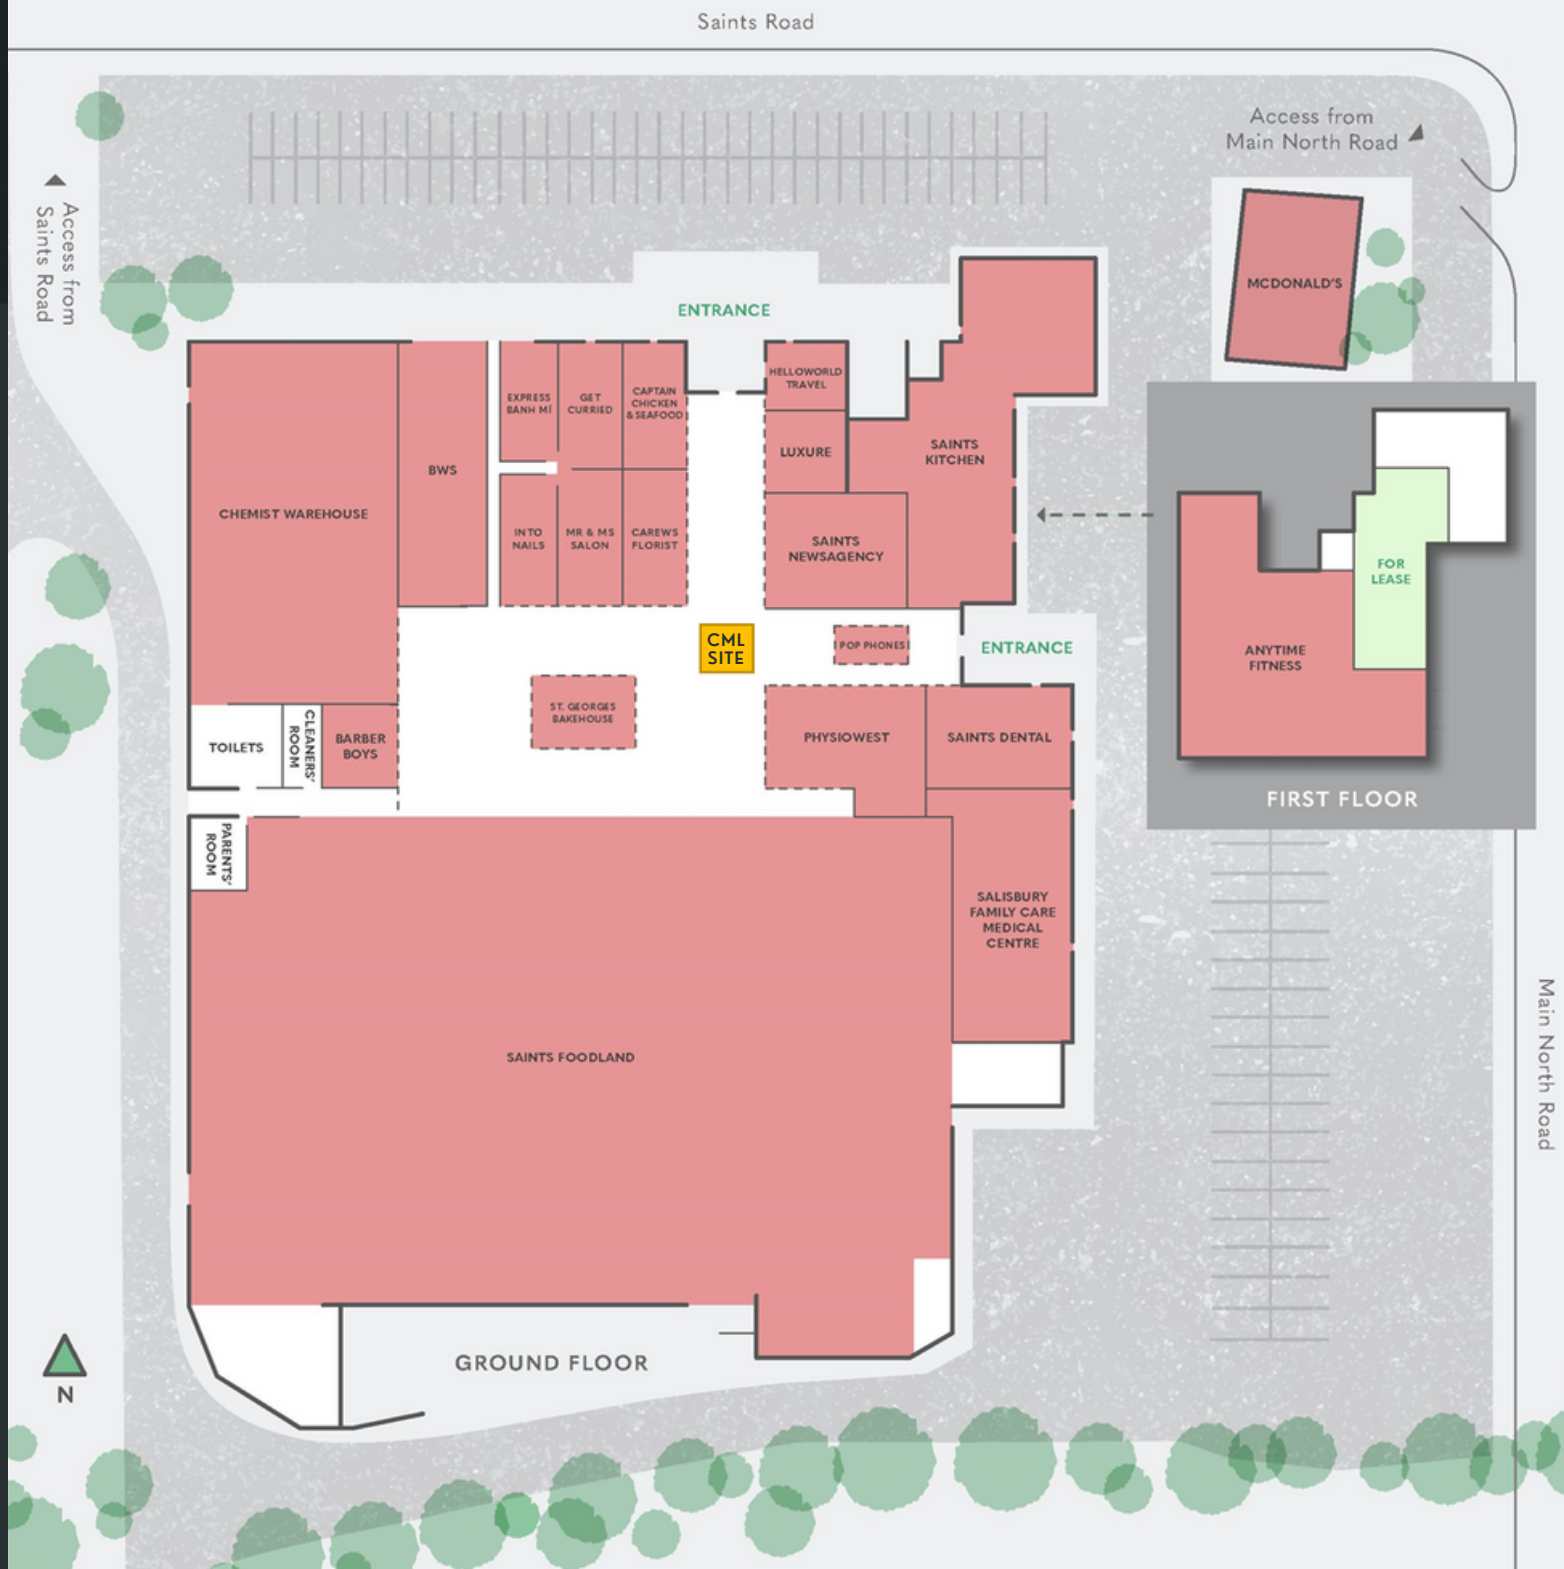 Saints Road
Access from
Main North Road
Access from
Saints Road
MCDONALD'S
ENTRANCE
HELLOWORLD
TRAVEL
EXPRESS
BANH MI
GET
CURRIED
CAPTAIN
CHICKEN
& SEAFOOD
LUXURE
SAINTS
KITCHEN
BWS
CHEMIST WAREHOUSE
INTO
NAILS
MR & MS
SALON
CAREWS
FLORIST
SAINTS
NEWSAGENCY
FOR
LEASE
CML
SITE
POP PHONES
ENTRANCE
ANYTIME
FITNESS
ST. GEORGES
BAKEHOUSE
TOILETS
CLEANERS'
ROOM
BARBER
BOYS
PHYSIOWEST
SAINTS DENTAL
FIRST FLOOR
PARENTS'
ROOM
SALISBURY
FAMILY CARE
MEDICAL
CENTRE
SAINTS FOODLAND
Main North Road
GROUND FLOOR
N